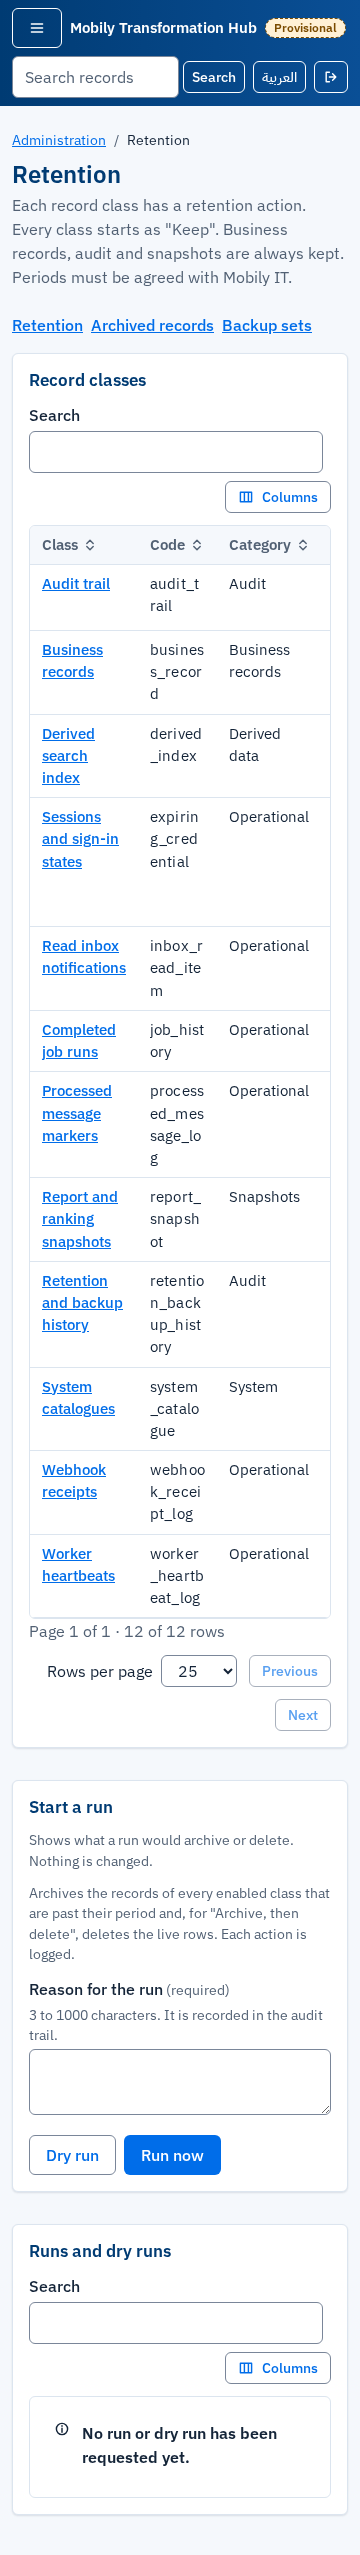 Mobily Transformation Hub Provisional
Search records Search العربية
Administration / Retention
Retention
Each record class has a retention action.
Every class starts as "Keep". Business
records, audit and snapshots are always kept.
Periods must be agreed with Mobily IT.
Retention Archived records Backup sets
Record classes
Search
Columns
Class Code Category
Audit trail audit_t Audit
rail
Business busines Business
records s_recor records
d
Derived derived Derived
search _index data
index
Sessions expirin Operational
and sign-in g_cred
states ential
Read inbox inbox_r Operational
notifications ead_ite
m
Completed job_hist Operational
job runs ory
Processed process Operational
message ed_mes
markers sage_lo
g
Report and report_ Snapshots
ranking snapsh
snapshots ot
Retention retentio Audit
and backup n_back
history up_hist
ory
System system System
catalogues _catalo
gue
Webhook webhoo Operational
receipts k_recei
pt_log
Worker worker Operational
heartbeats _heartb
eat_log
Page 1 of 1 · 12 of 12 rows
Rows per page 25 Previous
Next
Start a run
Shows what a run would archive or delete.
Nothing is changed.
Archives the records of every enabled class that
are past their period and, for "Archive, then
delete", deletes the live rows. Each action is
logged.
Reason for the run (required)
3 to 1000 characters. It is recorded in the audit
trail.
Dry run Run now
Runs and dry runs
Search
Columns
No run or dry run has been
requested yet.